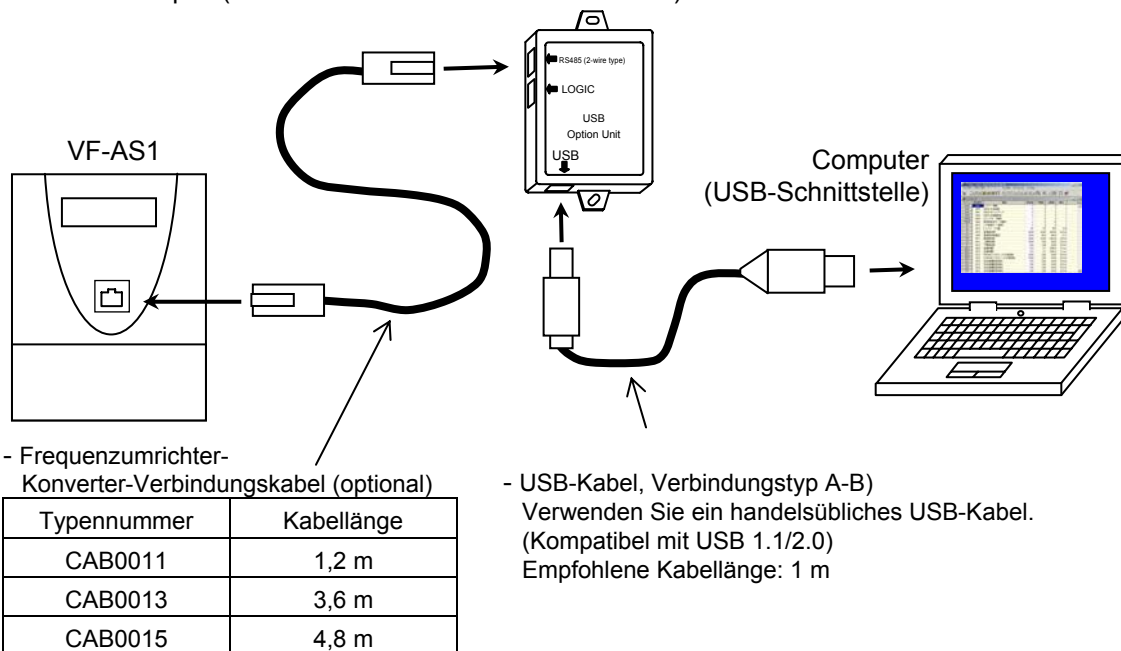 RS485 (2-wire type)
LOGIC
USB
Option Unit
USB
VF-AS1
Computer
(USB-Schnittstelle)
- Frequenzumrichter-
Konverter-Verbindungskabel (optional)
Typennummer Kabellänge
CAB0011 1,2 m
CAB0013 3,6 m
CAB0015 4,8 m
- USB-Kabel, Verbindungstyp A-B)
Verwenden Sie ein handelsübliches USB-Kabel.
(Kompatibel mit USB 1.1/2.0)
Empfohlene Kabellänge: 1 m